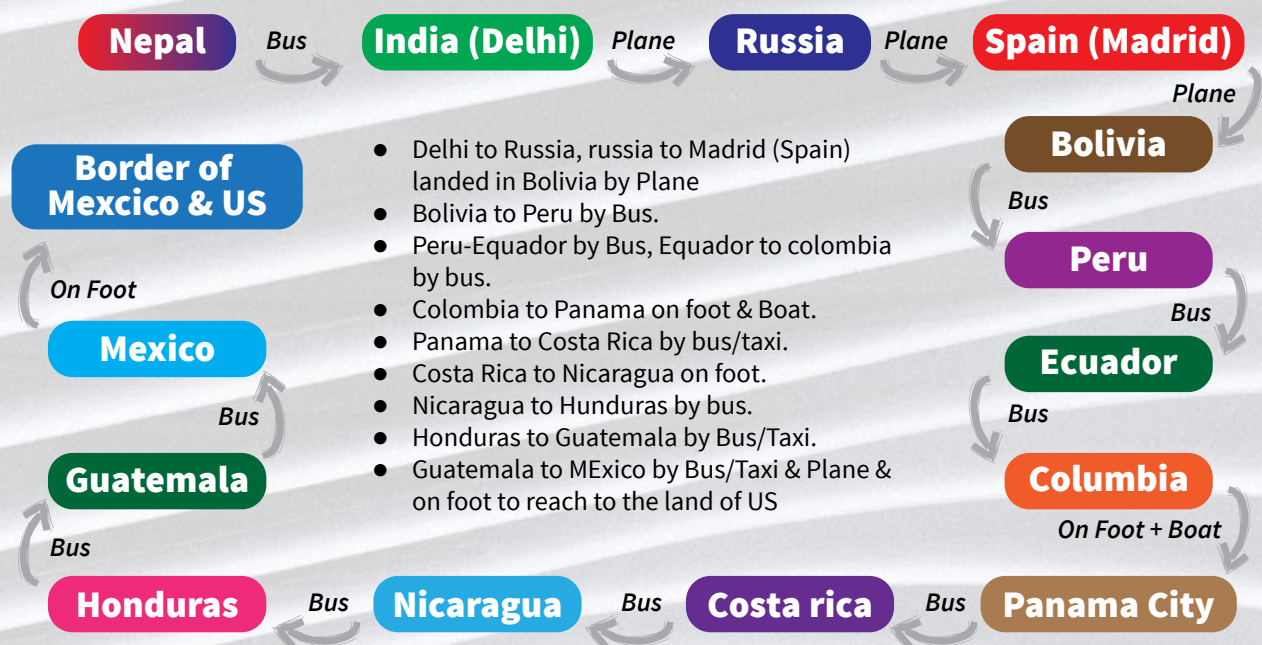 Nepal
Bus
India (Delhi)
Plane
Russia
Plane
Spain (Madrid)
Plane
Bolivia
Bus
Peru
Bus
Ecuador
Bus
Columbia
On Foot + Boat
Panama City
Bus
Costa rica
Bus
Nicaragua
Bus
Honduras
Bus
Guatemala
Bus
Mexico
On Foot
Border of
Mexcico & US
● Delhi to Russia, russia to Madrid (Spain)
landed in Bolivia by Plane
● Bolivia to Peru by Bus.
● Peru-Equador by Bus, Equador to colombia
by bus.
● Colombia to Panama on foot & Boat.
● Panama to Costa Rica by bus/taxi.
● Costa Rica to Nicaragua on foot.
● Nicaragua to Hunduras by bus.
● Honduras to Guatemala by Bus/Taxi.
● Guatemala to MExico by Bus/Taxi & Plane &
on foot to reach to the land of US